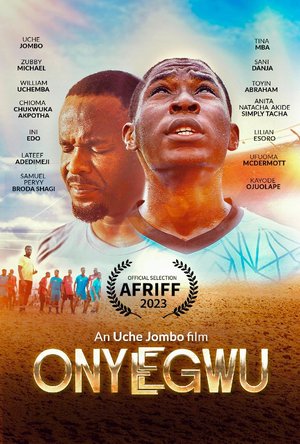 UCHE
JOMBO
ZUBBY
MICHAEL
WILLIAM
UCHEMBA
CHIOMA
CHUKWUKA
AKPOTHA
INI
EDO
LATEEF
ADEDIMEJI
SAMUEL
PERYY
BRODA SHAGI
TINA
MBA
SANI
DANJA
TOYIN
ABRAHAM
ANITA
NATACHA AKIDE
SIMPLY TACHA
LILIAN
ESORO
UFUOMA
MCDERMOTT
KAYODE
OJUOLAPE
OFFICIAL SELECTION
AFRIFF
2023
An Uche Jombo film
ONYEEGWU